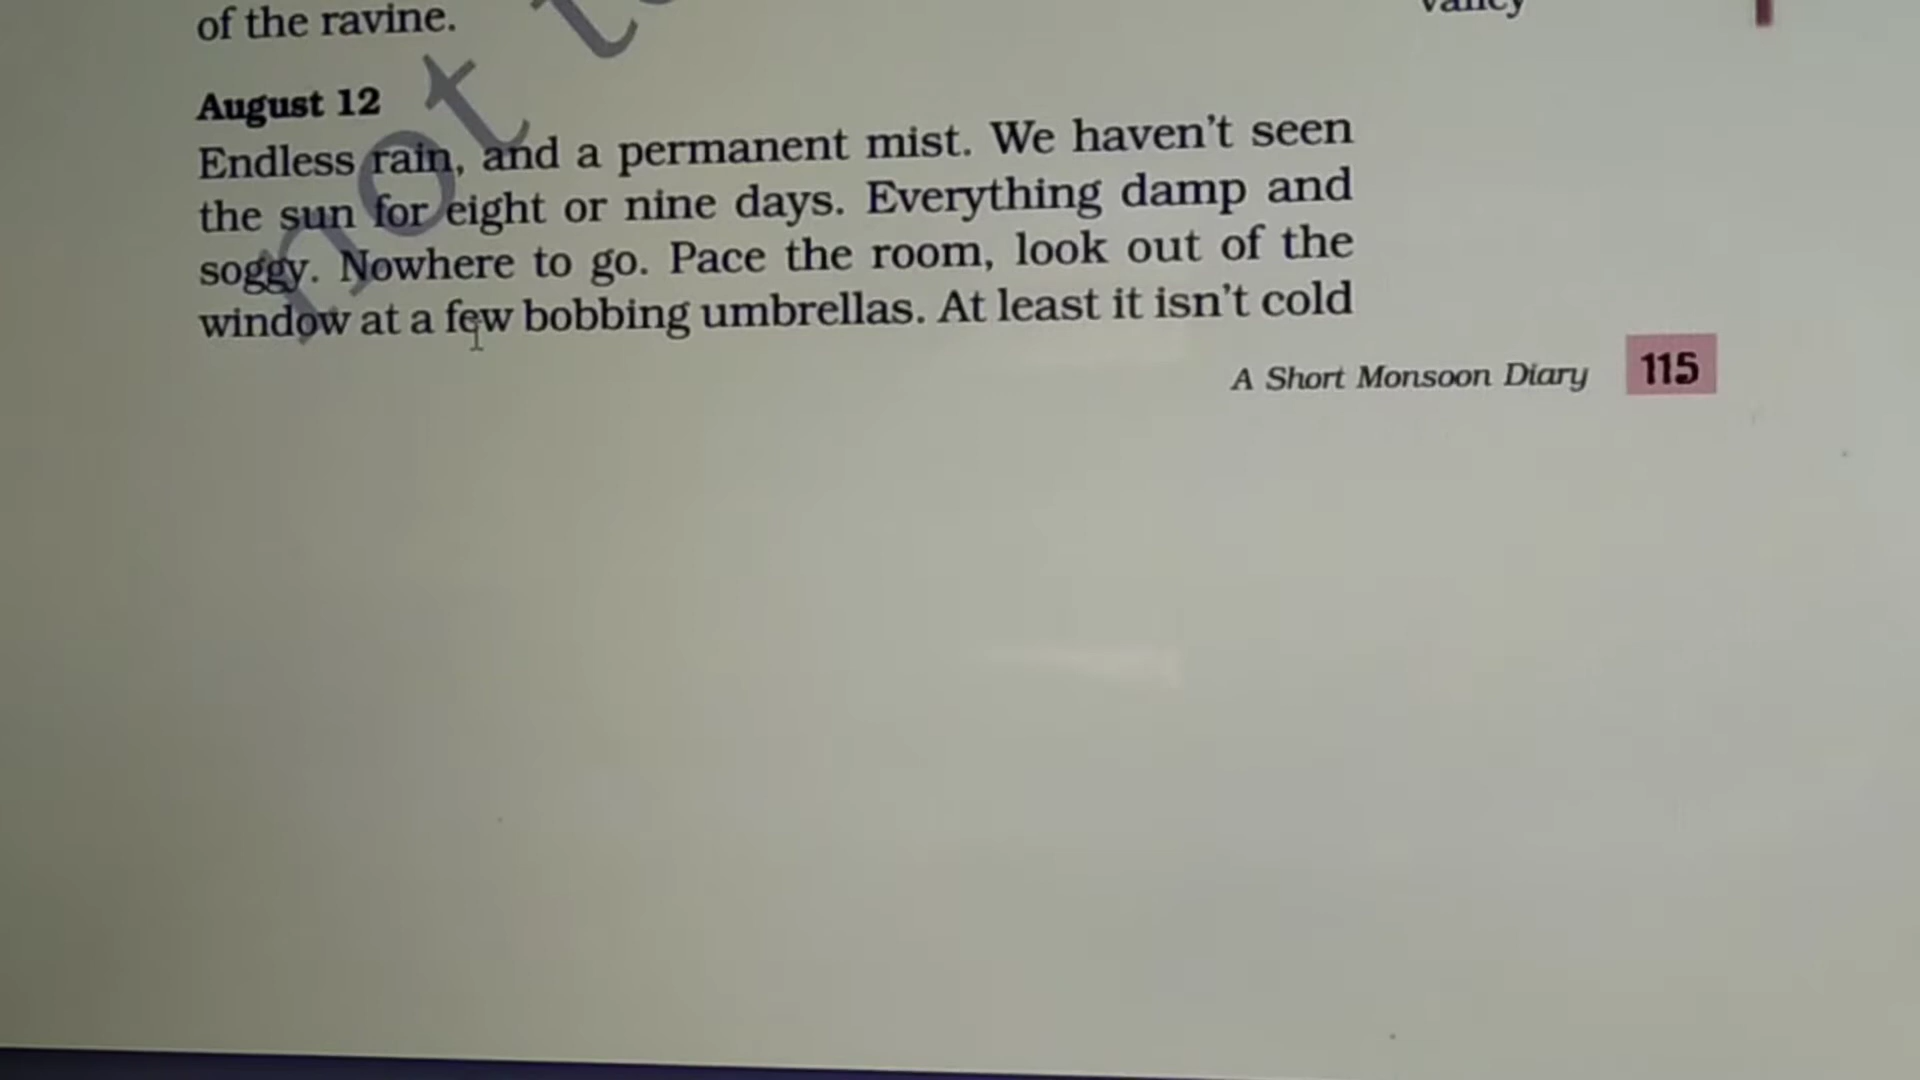 of the ravine.
valley
August 12
Endless rain, and a permanent mist. We haven't seen
the sun for eight or nine days. Everything damp and
soggy. Nowhere to go. Pace the room, look out of the
window at a few bobbing umbrellas. At least it isn't cold
A Short Monsoon Diary 115
not